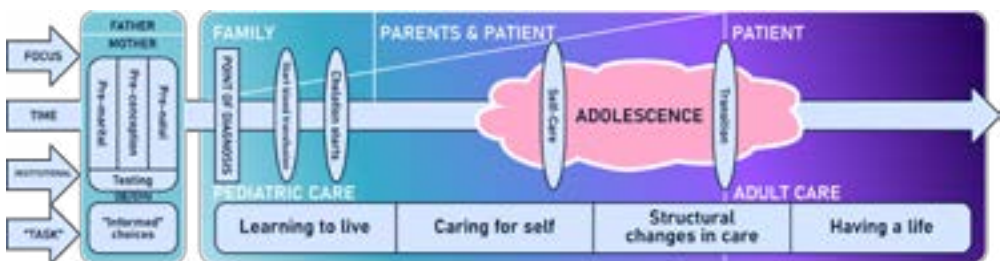 FATHER
MOTHER
FOCUS
TIME
INSTITUTIONAL
"TASK"
Pre-marital
Pre-conception
Pre-natal
Testing
"Informed"
choices
FAMILY
PARENTS & PATIENT
PATIENT
POINT OF DIAGNOSIS
Start blood transfusion
Chelation starts
Self-Care
ADOLESCENCE
Transition
PEDIATRIC CARE
ADULT CARE
Learning to live
Caring for self
Structural
changes in care
Having a life